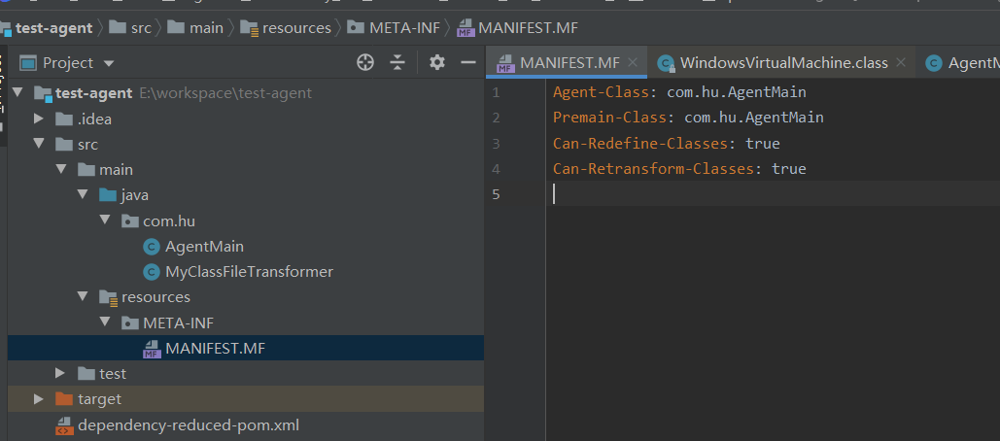 test-agent src main resources META-INF MANIFEST.MF
Project
MANIFEST.MF WindowsVirtualMachine.class AgentM
test-agent E:\workspace\test-agent
.idea
src
main
java
com.hu
AgentMain
MyClassFileTransformer
resources
META-INF
MANIFEST.MF
test
target
dependency-reduced-pom.xml
1 Agent-Class: com.hu.AgentMain
2 Premain-Class: com.hu.AgentMain
3 Can-Redefine-Classes: true
4 Can-Retransform-Classes: true
5